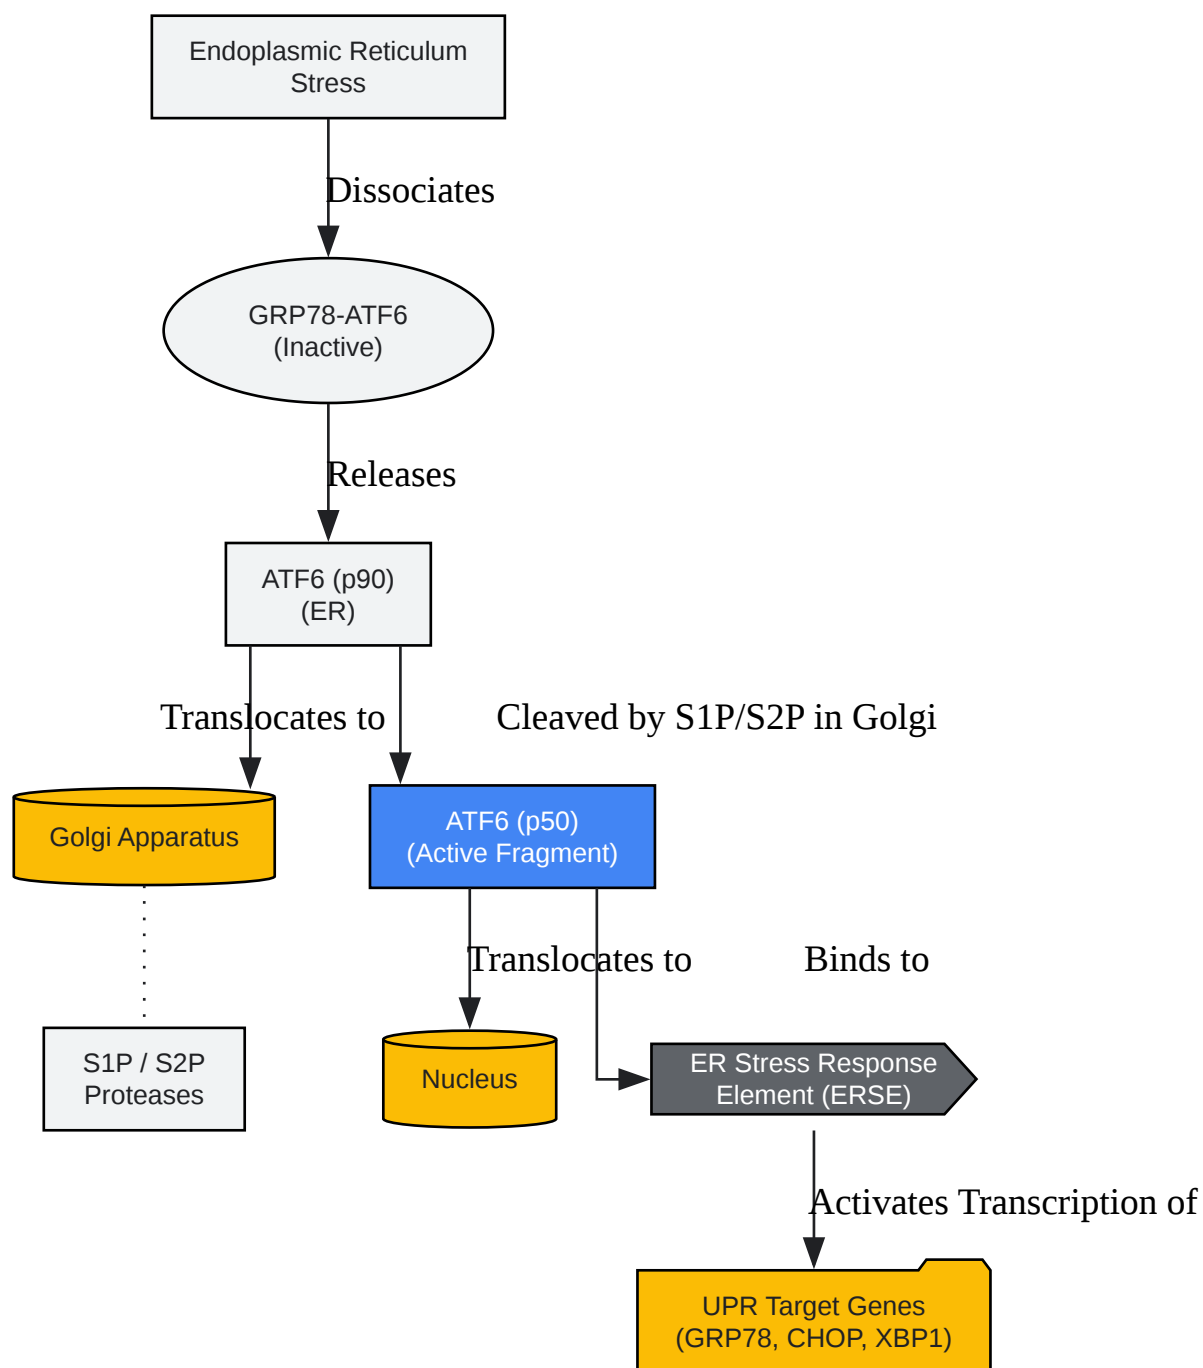 Endoplasmic Reticulum
Stress
Dissociates
GRP78-ATF6
(Inactive)
Releases
ATF6 (p90)
(ER)
Translocates to
Cleaved by S1P/S2P in Golgi
Golgi Apparatus
ATF6 (p50)
(Active Fragment)
Translocates to
Binds to
S1P / S2P
Proteases
Nucleus
ER Stress Response
Element (ERSE)
Activates Transcription of
UPR Target Genes
(GRP78, CHOP, XBP1)